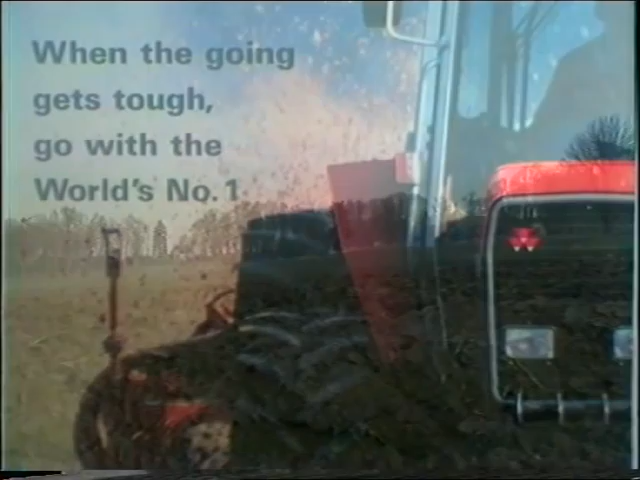 When the going
gets tough,
go with the
World's No.1